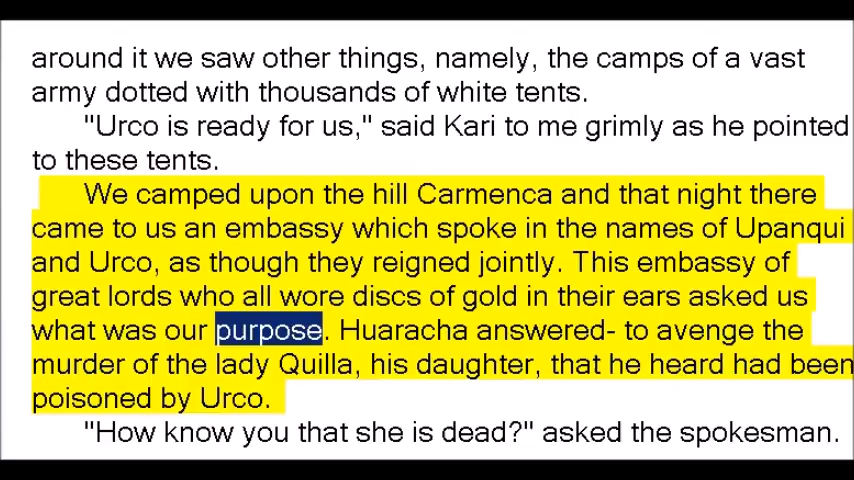 around it we saw other things, namely, the camps of a vast
army dotted with thousands of white tents.
"Urco is ready for us," said Kari to me grimly as he pointed
to these tents.
We camped upon the hill Carmenca and that night there
came to us an embassy which spoke in the names of Upanqui
and Urco, as though they reigned jointly. This embassy of
great lords who all wore discs of gold in their ears asked us
what was our purpose. Huaracha answered- to avenge the
murder of the lady Quilla, his daughter, that he heard had been
poisoned by Urco.
"How know you that she is dead?" asked the spokesman.